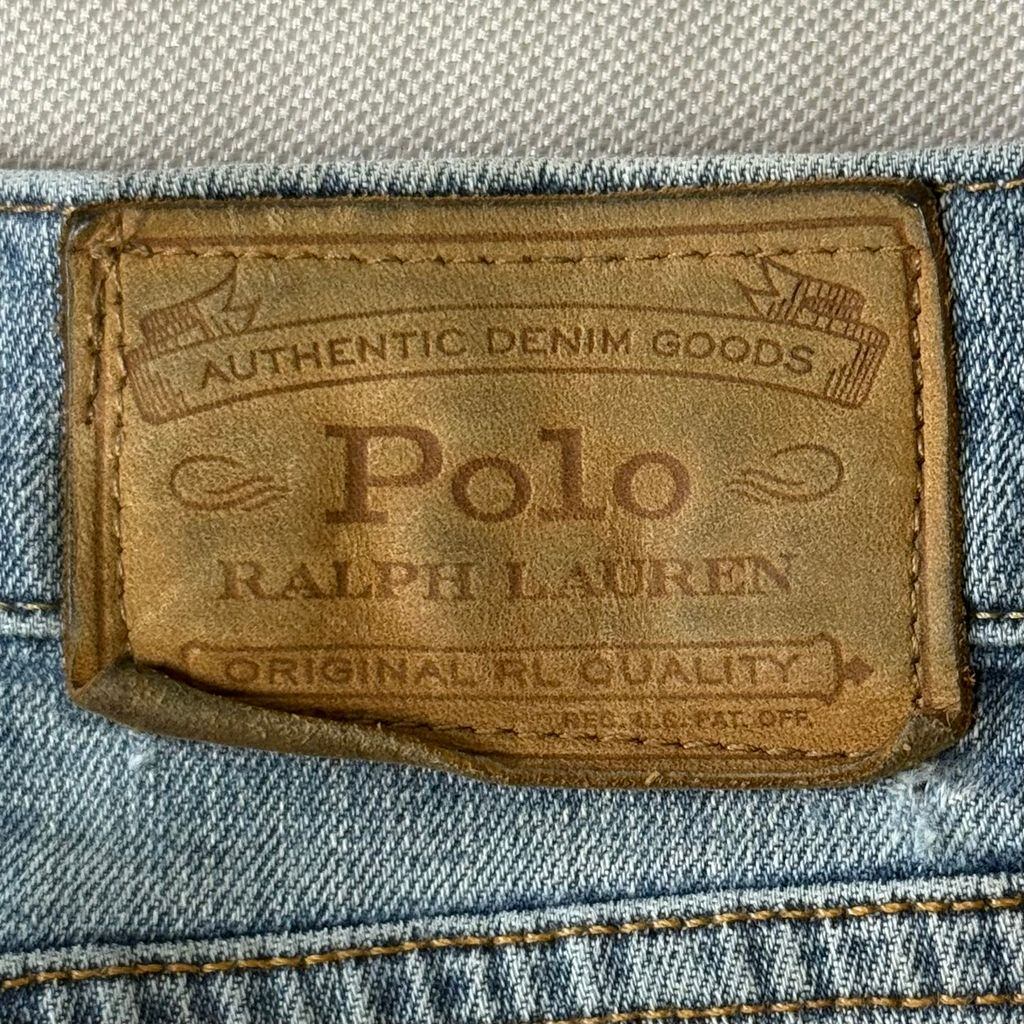 AUTHENTIC DENIM GOODS
Polo
RALPH LAUREN
ORIGINAL RL QUALITY
REG. U.S. PAT. OFF.